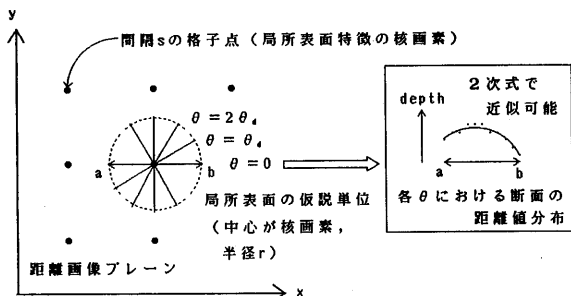 y
間隔sの格子点（局所表面特徴の核画素）
θ=2θd
θ=θd
θ=0
a
b
局所表面の仮説単位
（中心が核画素，
半径r）
距離画像プレーン
x
2次式で
近似可能
depth
a
b
各θにおける断面の
距離値分布